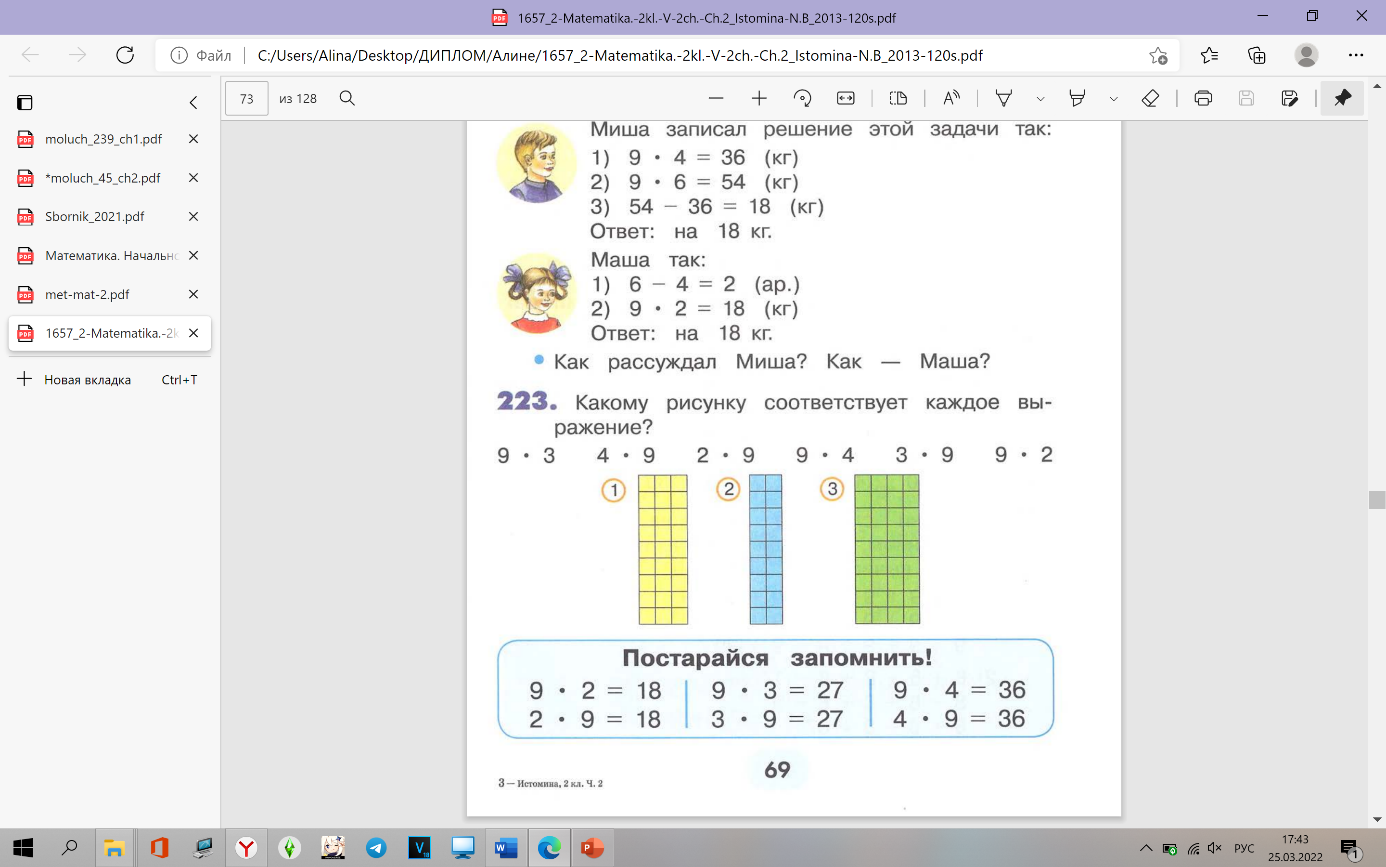 1657_2-Matematika.-2kl.-V-2ch.-Ch.2_Istomina-N.B_2013-120s.pdf
Файл C:/Users/Alina/Desktop/ДИПЛОМ/Алине/1657_2-Matematika.-2kl.-V-2ch.-Ch.2_Istomina-N.B_2013-120s.pdf
73 из 128
moluch_239_ch1.pdf
*moluch_45_ch2.pdf
Sbornik_2021.pdf
Математика. Начально
met-mat-2.pdf
1657_2-Matematika.-2k
Новая вкладка Ctrl+T
Миша записал решение этой задачи так:
1) 9 · 4 = 36 (кг)
2) 9 · 6 = 54 (кг)
3) 54 − 36 = 18 (кг)
Ответ: на 18 кг.
Маша так:
1) 6 − 4 = 2 (ар.)
2) 9 · 2 = 18 (кг)
Ответ: на 18 кг.
• Как рассуждал Миша? Как — Маша?
223. Какому рисунку соответствует каждое вы-
ражение?
9 · 3 4 · 9 2 · 9 9 · 4 3 · 9 9 · 2
1 2 3
Постарайся запомнить!
9 · 2 = 18 9 · 3 = 27 9 · 4 = 36
2 · 9 = 18 3 · 9 = 27 4 · 9 = 36
69
3 — Истомина, 2 кл. Ч. 2
17:43
РУС
25.03.2022
1